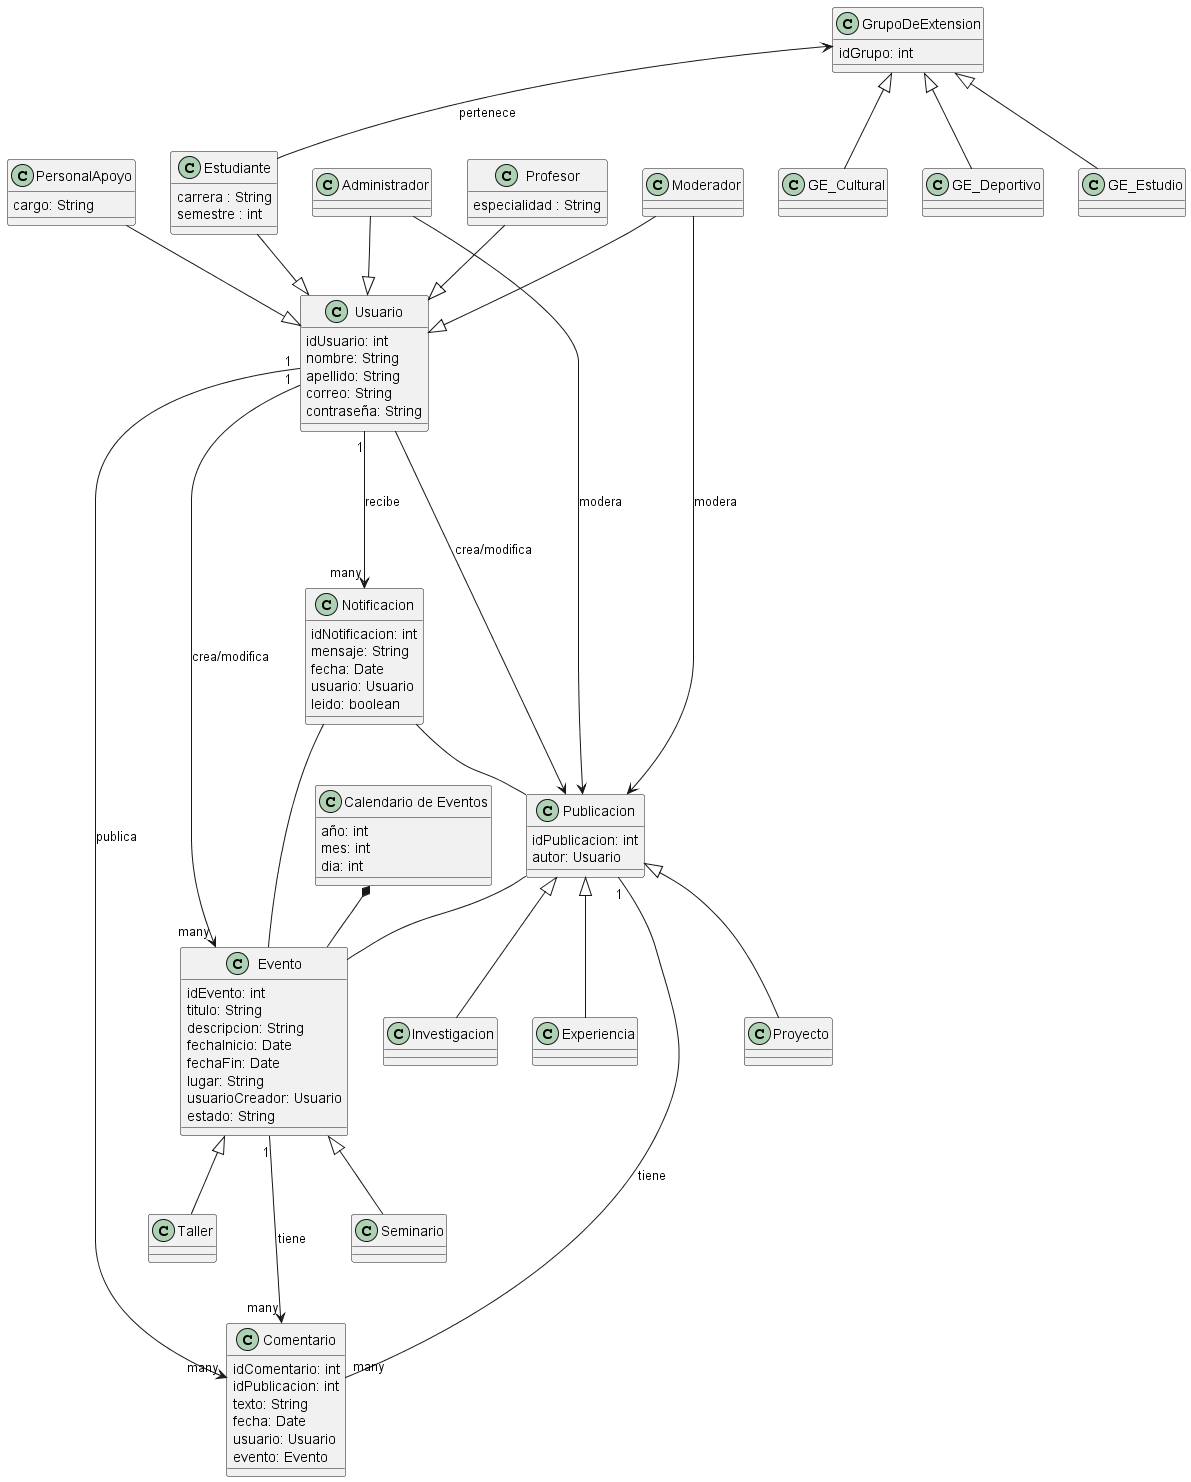 C GrupoDeExtension
idGrupo: int
pertenece
C PersonalApoyo
cargo: String
C Estudiante
carrera : String
semestre : int
C Administrador
C Profesor
especialidad : String
C Moderador
C GE_Cultural
C GE_Deportivo
C GE_Estudio
C Usuario
idUsuario: int
nombre: String
apellido: String
correo: String
contraseña: String
1
1
1
recibe
modera
modera
crea/modifica
many
C Notificacion
idNotificacion: int
mensaje: String
fecha: Date
usuario: Usuario
leido: boolean
crea/modifica
C Calendario de Eventos
año: int
mes: int
dia: int
C Publicacion
idPublicacion: int
autor: Usuario
publica
1
many
C Evento
idEvento: int
titulo: String
descripcion: String
fechaInicio: Date
fechaFin: Date
lugar: String
usuarioCreador: Usuario
estado: String
C Investigacion
C Experiencia
C Proyecto
1
tiene
C Taller
tiene
C Seminario
many
many
many
C Comentario
idComentario: int
idPublicacion: int
texto: String
fecha: Date
usuario: Usuario
evento: Evento